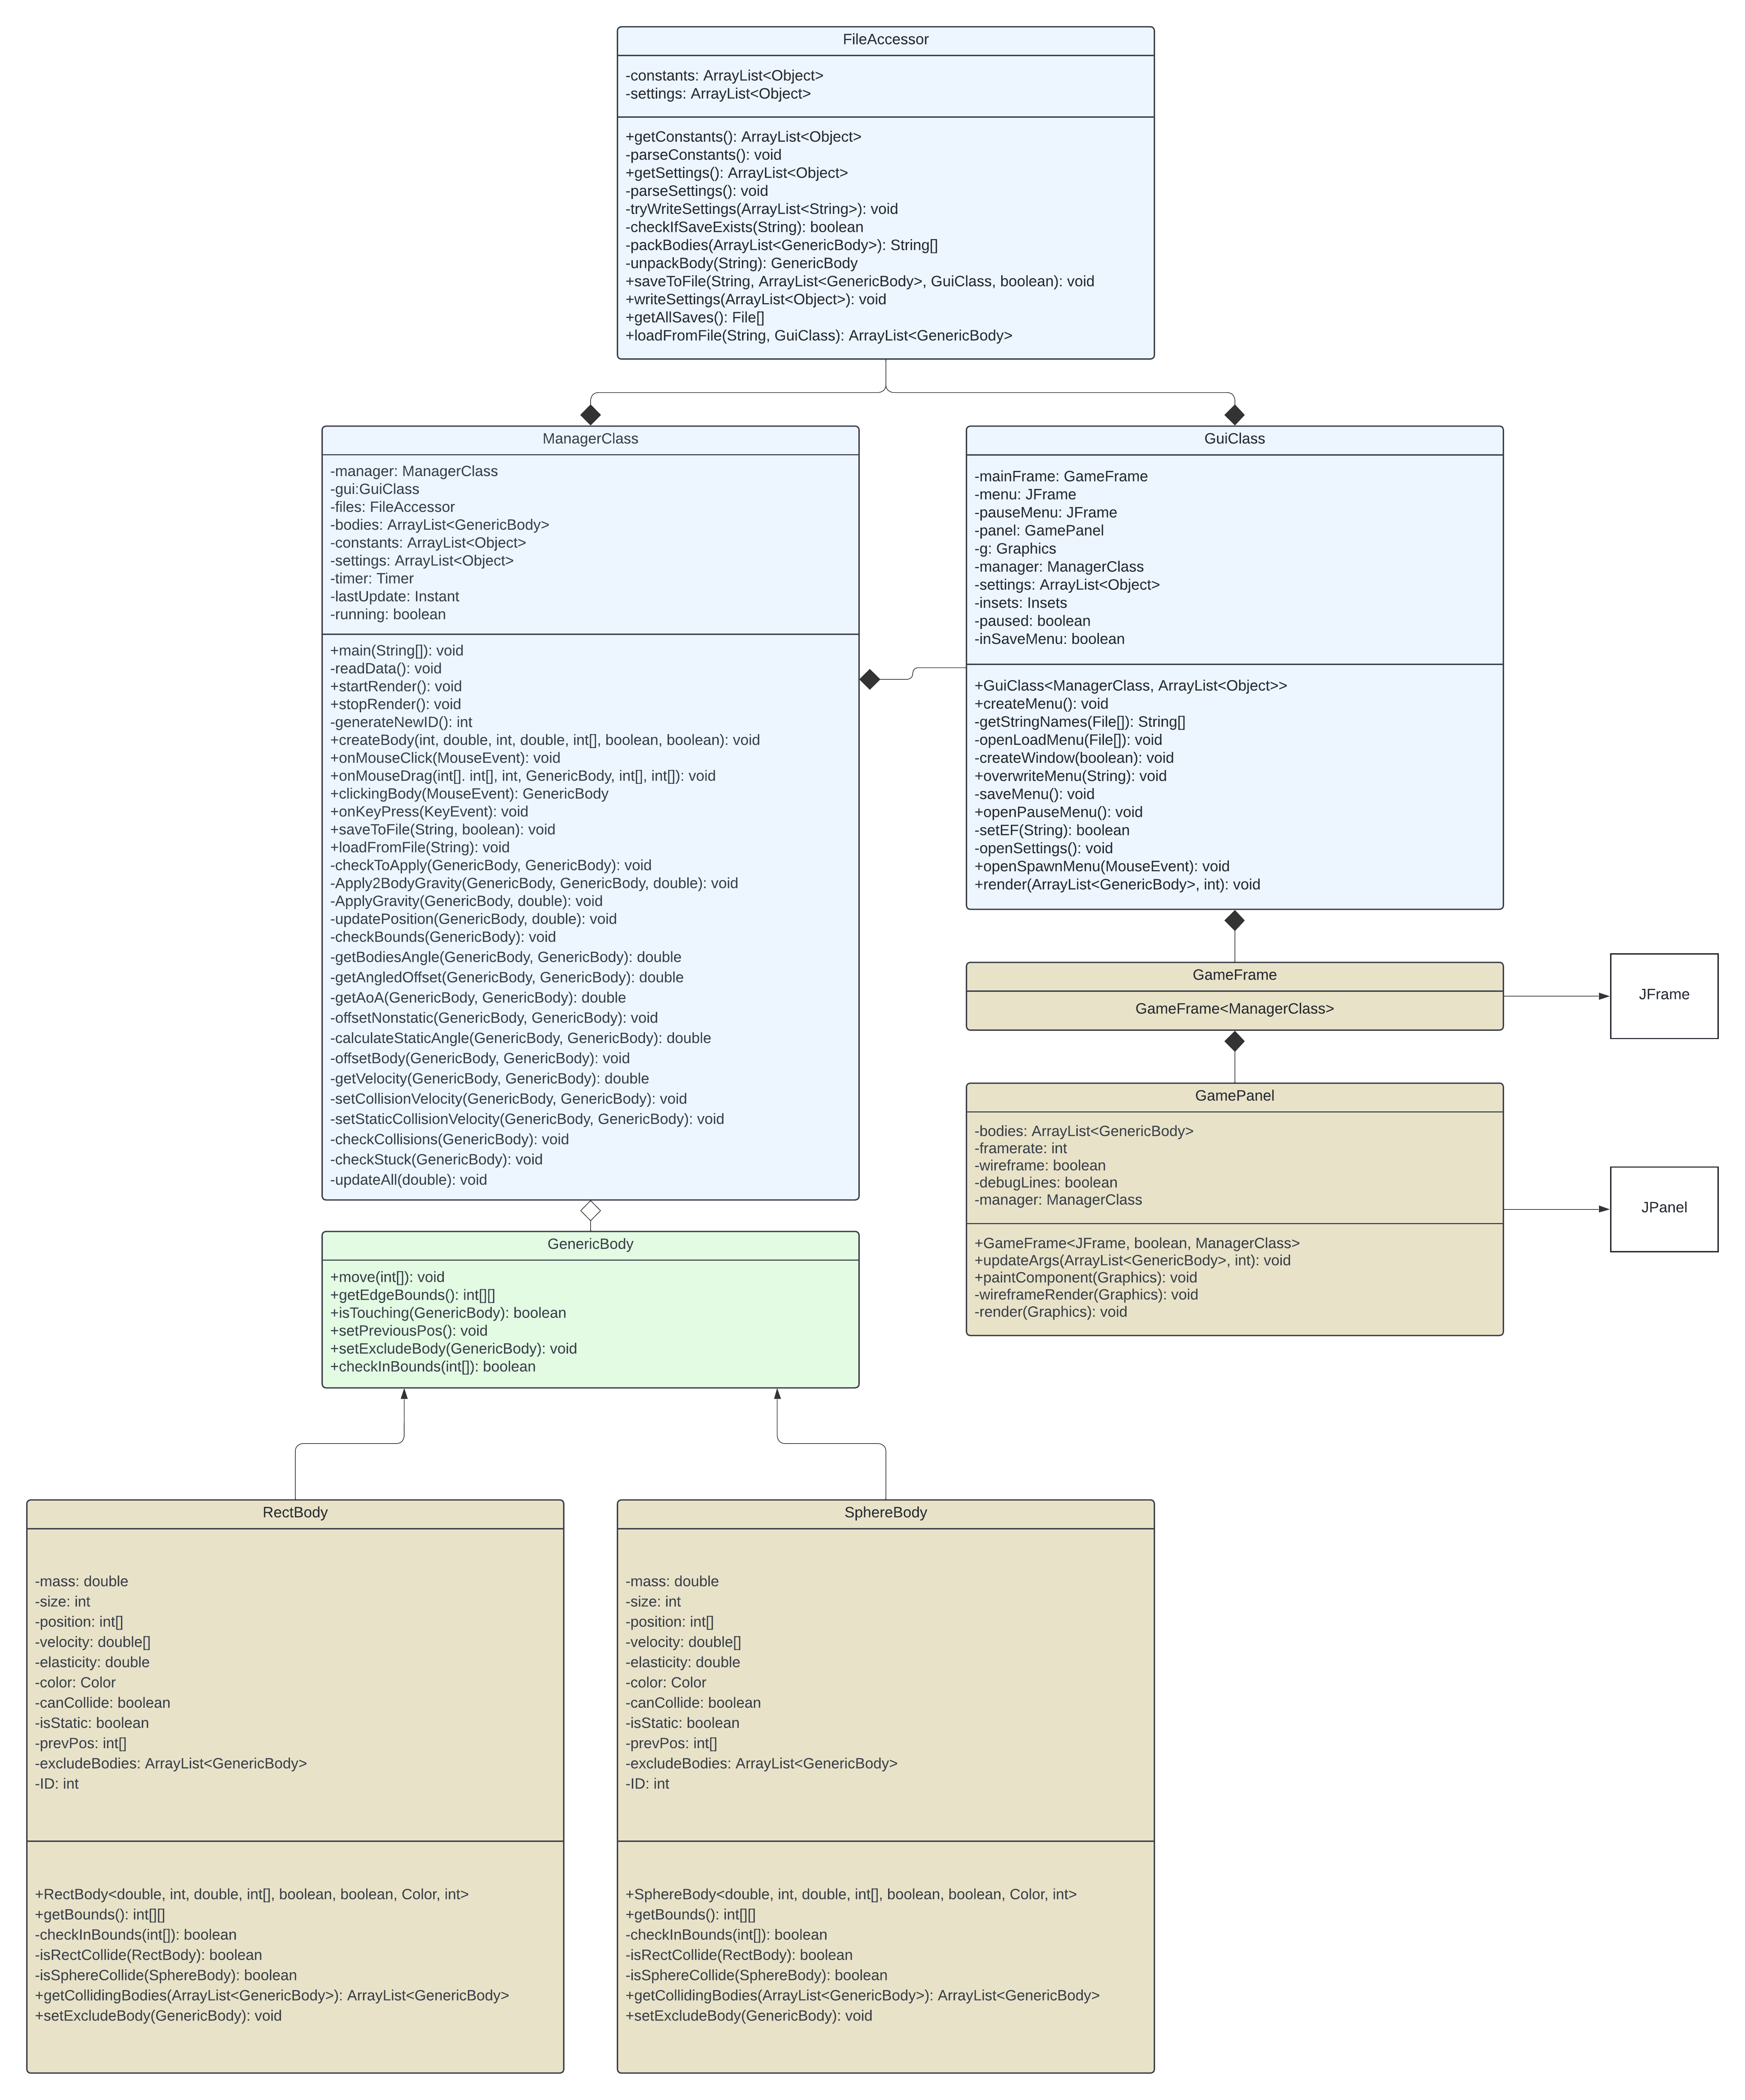 FileAccessor
-constants: ArrayList<Object>
-settings: ArrayList<Object>
+getConstants(): ArrayList<Object>
-parseConstants(): void
+getSettings(): ArrayList<Object>
-parseSettings(): void
-tryWriteSettings(ArrayList<String>): void
-checkIfSaveExists(String): boolean
-packBodies(ArrayList<GenericBody>): String[]
-unpackBody(String): GenericBody
+saveToFile(String, ArrayList<GenericBody>, GuiClass, boolean): void
+writeSettings(ArrayList<Object>): void
+getAllSaves(): File[]
+loadFromFile(String, GuiClass): ArrayList<GenericBody>
ManagerClass
-manager: ManagerClass
-gui:GuiClass
-files: FileAccessor
-bodies: ArrayList<GenericBody>
-constants: ArrayList<Object>
-settings: ArrayList<Object>
-timer: Timer
-lastUpdate: Instant
-running: boolean
+main(String[]): void
-readData(): void
+startRender(): void
+stopRender(): void
-generateNewID(): int
+createBody(int, double, int, double, int[], boolean, boolean): void
+onMouseClick(MouseEvent): void
+onMouseDrag(int[]. int[], int, GenericBody, int[], int[]): void
+clickingBody(MouseEvent): GenericBody
+onKeyPress(KeyEvent): void
+saveToFile(String, boolean): void
+loadFromFile(String): void
-checkToApply(GenericBody, GenericBody): void
-Apply2BodyGravity(GenericBody, GenericBody, double): void
-ApplyGravity(GenericBody, double): void
-updatePosition(GenericBody, double): void
-checkBounds(GenericBody): void
-getBodiesAngle(GenericBody, GenericBody): double
-getAngledOffset(GenericBody, GenericBody): double
-getAoA(GenericBody, GenericBody): double
-offsetNonstatic(GenericBody, GenericBody): void
-calculateStaticAngle(GenericBody, GenericBody): double
-offsetBody(GenericBody, GenericBody): void
-getVelocity(GenericBody, GenericBody): double
-setCollisionVelocity(GenericBody, GenericBody): void
-setStaticCollisionVelocity(GenericBody, GenericBody): void
-checkCollisions(GenericBody): void
-checkStuck(GenericBody): void
-updateAll(double): void
GuiClass
-mainFrame: GameFrame
-menu: JFrame
-pauseMenu: JFrame
-panel: GamePanel
-g: Graphics
-manager: ManagerClass
-settings: ArrayList<Object>
-insets: Insets
-paused: boolean
-inSaveMenu: boolean
+GuiClass<ManagerClass, ArrayList<Object>>
+createMenu(): void
-getStringNames(File[]): String[]
-openLoadMenu(File[]): void
-createWindow(boolean): void
+overwriteMenu(String): void
-saveMenu(): void
+openPauseMenu(): void
-setEF(String): boolean
-openSettings(): void
+openSpawnMenu(MouseEvent): void
+render(ArrayList<GenericBody>, int): void
GameFrame
GameFrame<ManagerClass>
JFrame
GamePanel
-bodies: ArrayList<GenericBody>
-framerate: int
-wireframe: boolean
-debugLines: boolean
-manager: ManagerClass
+GameFrame<JFrame, boolean, ManagerClass>
+updateArgs(ArrayList<GenericBody>, int): void
+paintComponent(Graphics): void
-wireframeRender(Graphics): void
-render(Graphics): void
JPanel
GenericBody
+move(int[]): void
+getEdgeBounds(): int[][]
+isTouching(GenericBody): boolean
+setPreviousPos(): void
+setExcludeBody(GenericBody): void
+checkInBounds(int[]): boolean
RectBody
-mass: double
-size: int
-position: int[]
-velocity: double[]
-elasticity: double
-color: Color
-canCollide: boolean
-isStatic: boolean
-prevPos: int[]
-excludeBodies: ArrayList<GenericBody>
-ID: int
+RectBody<double, int, double, int[], boolean, boolean, Color, int>
+getBounds(): int[][]
-checkInBounds(int[]): boolean
-isRectCollide(RectBody): boolean
-isSphereCollide(SphereBody): boolean
+getCollidingBodies(ArrayList<GenericBody>): ArrayList<GenericBody>
+setExcludeBody(GenericBody): void
SphereBody
-mass: double
-size: int
-position: int[]
-velocity: double[]
-elasticity: double
-color: Color
-canCollide: boolean
-isStatic: boolean
-prevPos: int[]
-excludeBodies: ArrayList<GenericBody>
-ID: int
+SphereBody<double, int, double, int[], boolean, boolean, Color, int>
+getBounds(): int[][]
-checkInBounds(int[]): boolean
-isRectCollide(RectBody): boolean
-isSphereCollide(SphereBody): boolean
+getCollidingBodies(ArrayList<GenericBody>): ArrayList<GenericBody>
+setExcludeBody(GenericBody): void